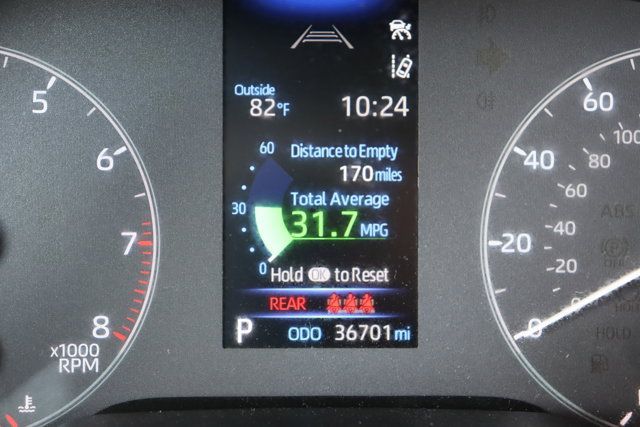 Outside
82°F 10:24
60
Distance to Empty
170 miles
30
Total Average
31.7 MPG
0
Hold OK to Reset
REAR
P ODO 36701 mi
5
6
7
8
x1000
RPM
60
40
20
0
100
80
60
40
20
ABS
HOLD